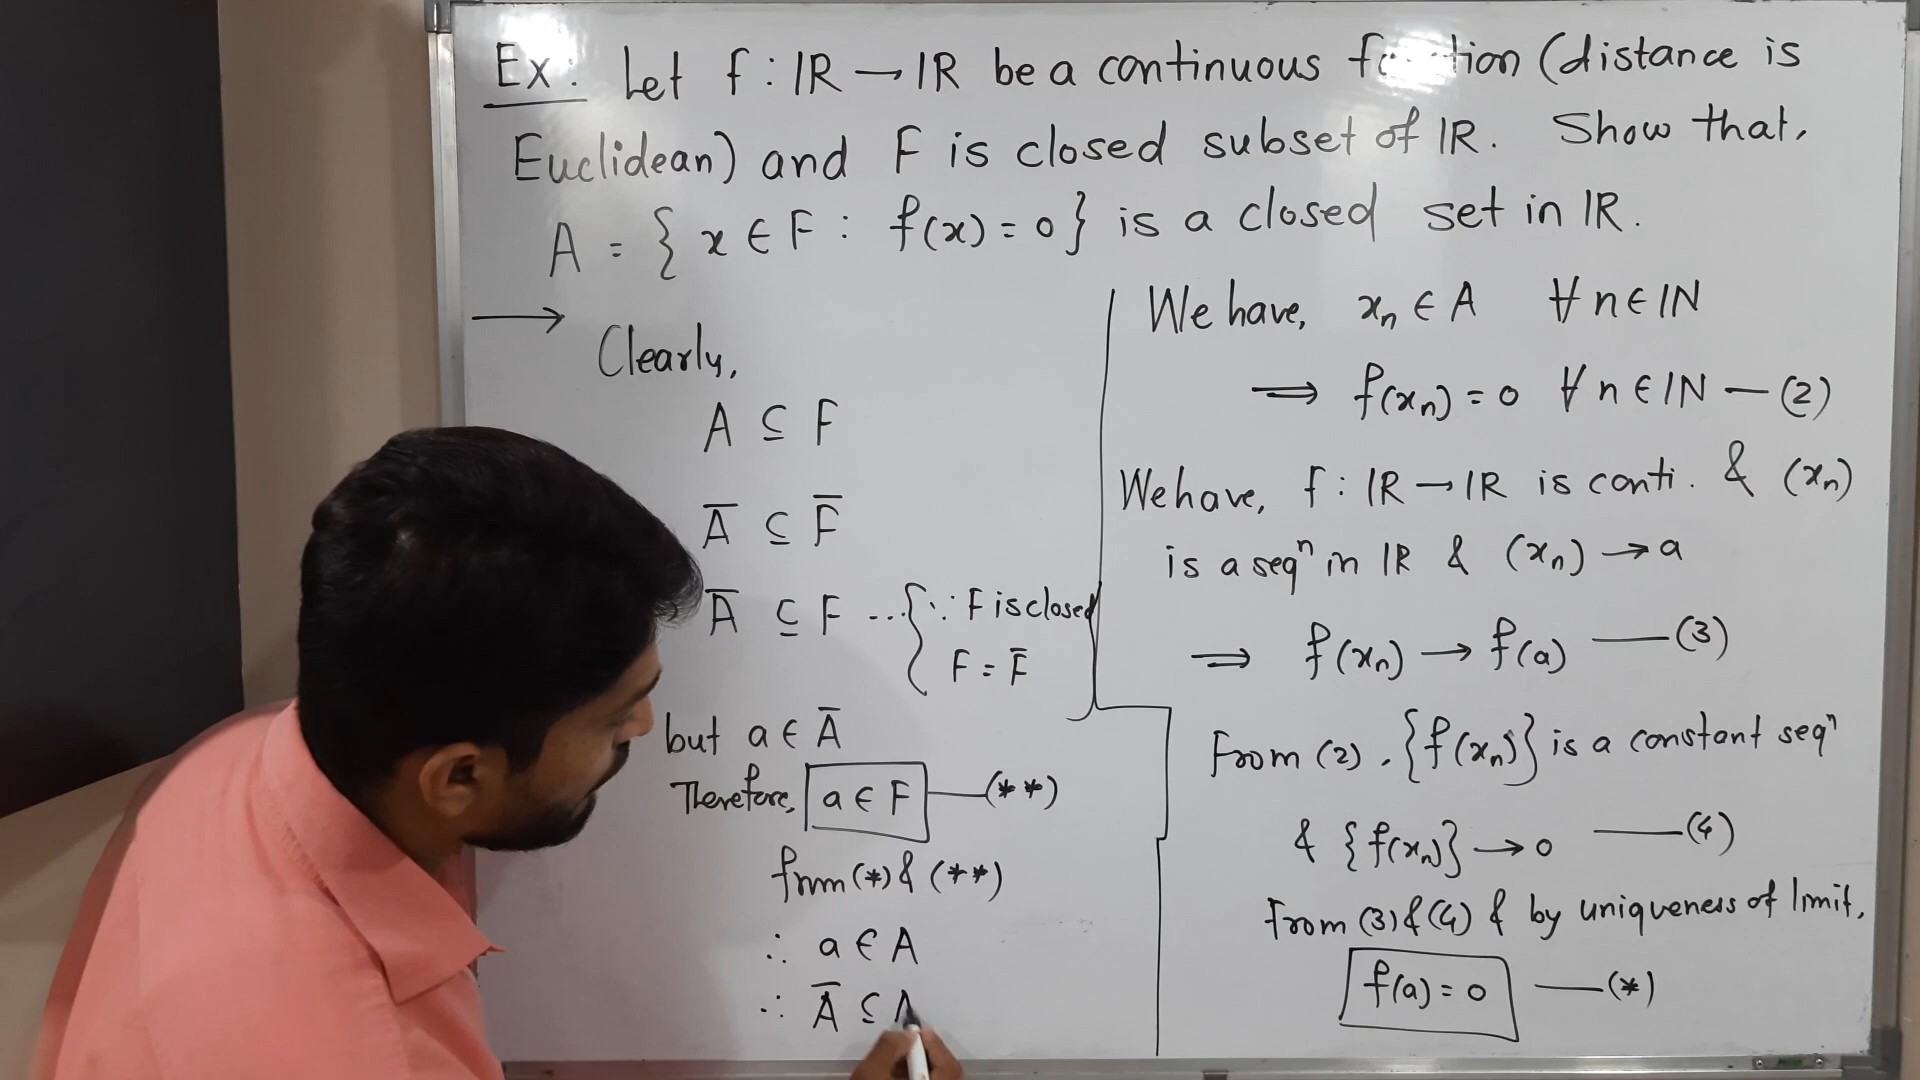 Ex: Let f : IR → IR be a continuous f tion (distance is
Euclidean) and F is closed subset of IR. Show that,
A = { x ∈ F : f(x) = 0 } is a closed set in IR.
→ Clearly,
A ⊆ F
A̅ ⊆ F̅
A̅ ⊆ F ...{ ∵ F is closed
F = F̅
but a ∈ A̅
Therefore, a ∈ F —(**)
from (*) & (**)
∴ a ∈ A
∴ A̅ ⊆ A
We have, xₙ ∈ A ∀ n ∈ IN
⟹ f(xₙ) = 0 ∀ n ∈ IN — (2)
We have, f : IR → IR is conti. & (xₙ)
is a seqⁿ in IR & (xₙ) → a
⟹ f(xₙ) → f(a) — (3)
From (2), {f(xₙ)} is a constant seqⁿ
& {f(xₙ)} → 0 — (4)
From (3) & (4) & by uniqueness of limit,
f(a) = 0 — (*)